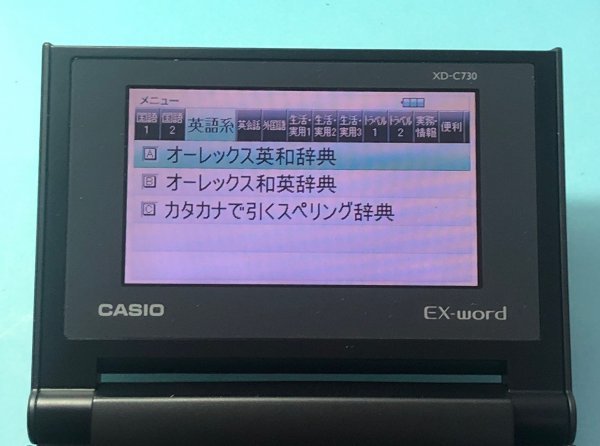 XD-C730
メニュー
国語1 国語2 英語系 英会話 外国語 生活・実用1 生活・実用2 生活・実用3 トラベル1 トラベル2 実務・情報 便利
A オーレックス英和辞典
B オーレックス和英辞典
C カタカナで引くスペリング辞典
CASIO EX-word